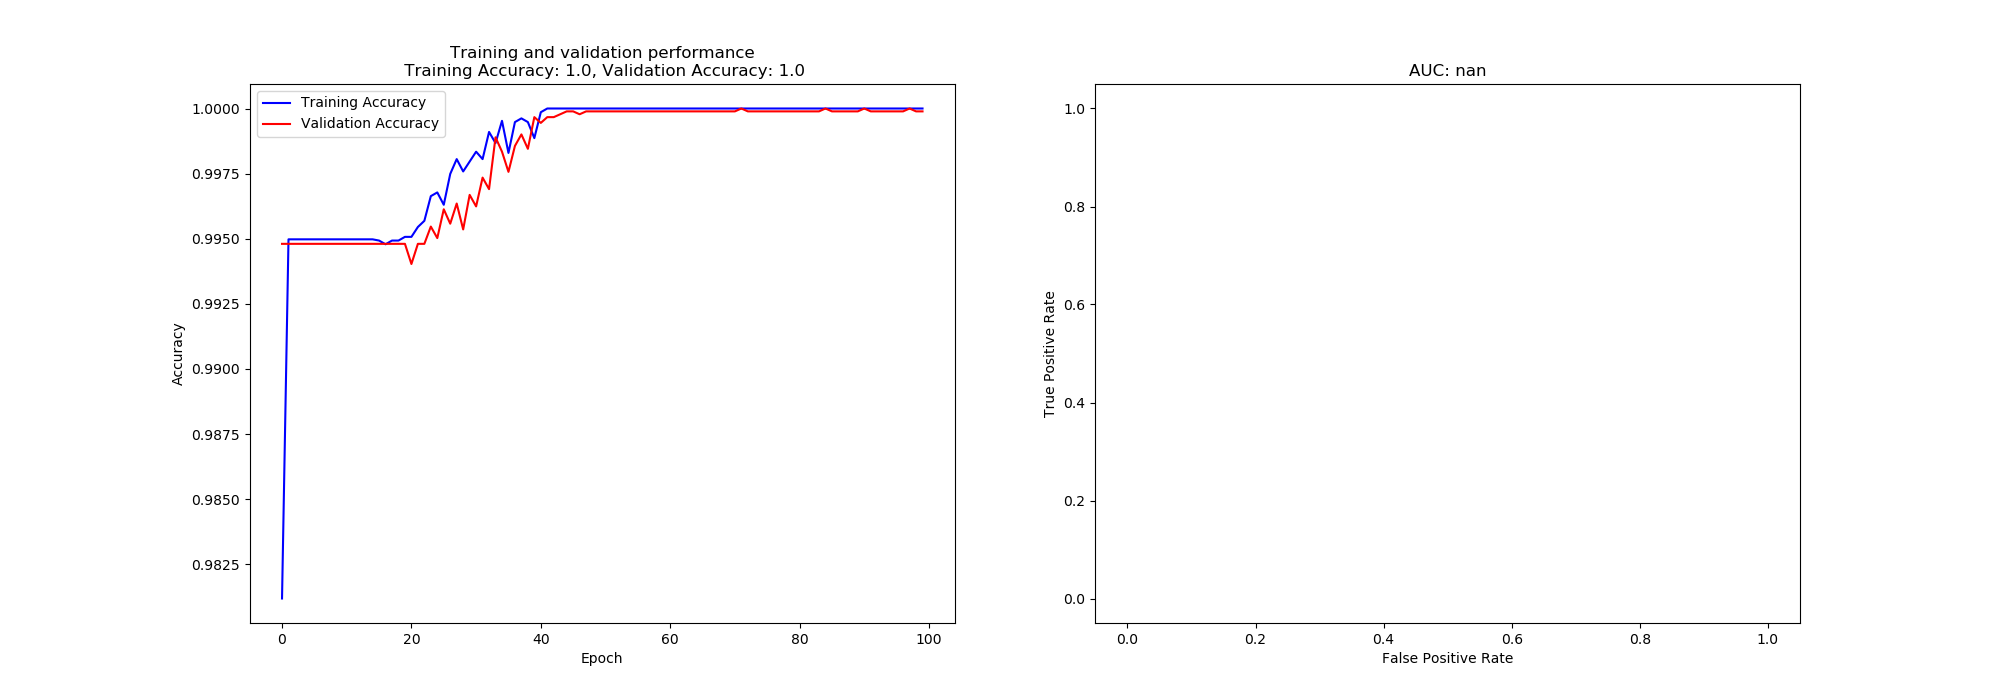 Training and validation performance
Training Accuracy: 1.0, Validation Accuracy: 1.0
Training Accuracy
Validation Accuracy
1.0000
0.9975
0.9950
0.9925
0.9900
0.9875
0.9850
0.9825
Accuracy
0 20 40 60 80 100
Epoch
AUC: nan
1.0
0.8
0.6
0.4
0.2
0.0
True Positive Rate
0.0 0.2 0.4 0.6 0.8 1.0
False Positive Rate